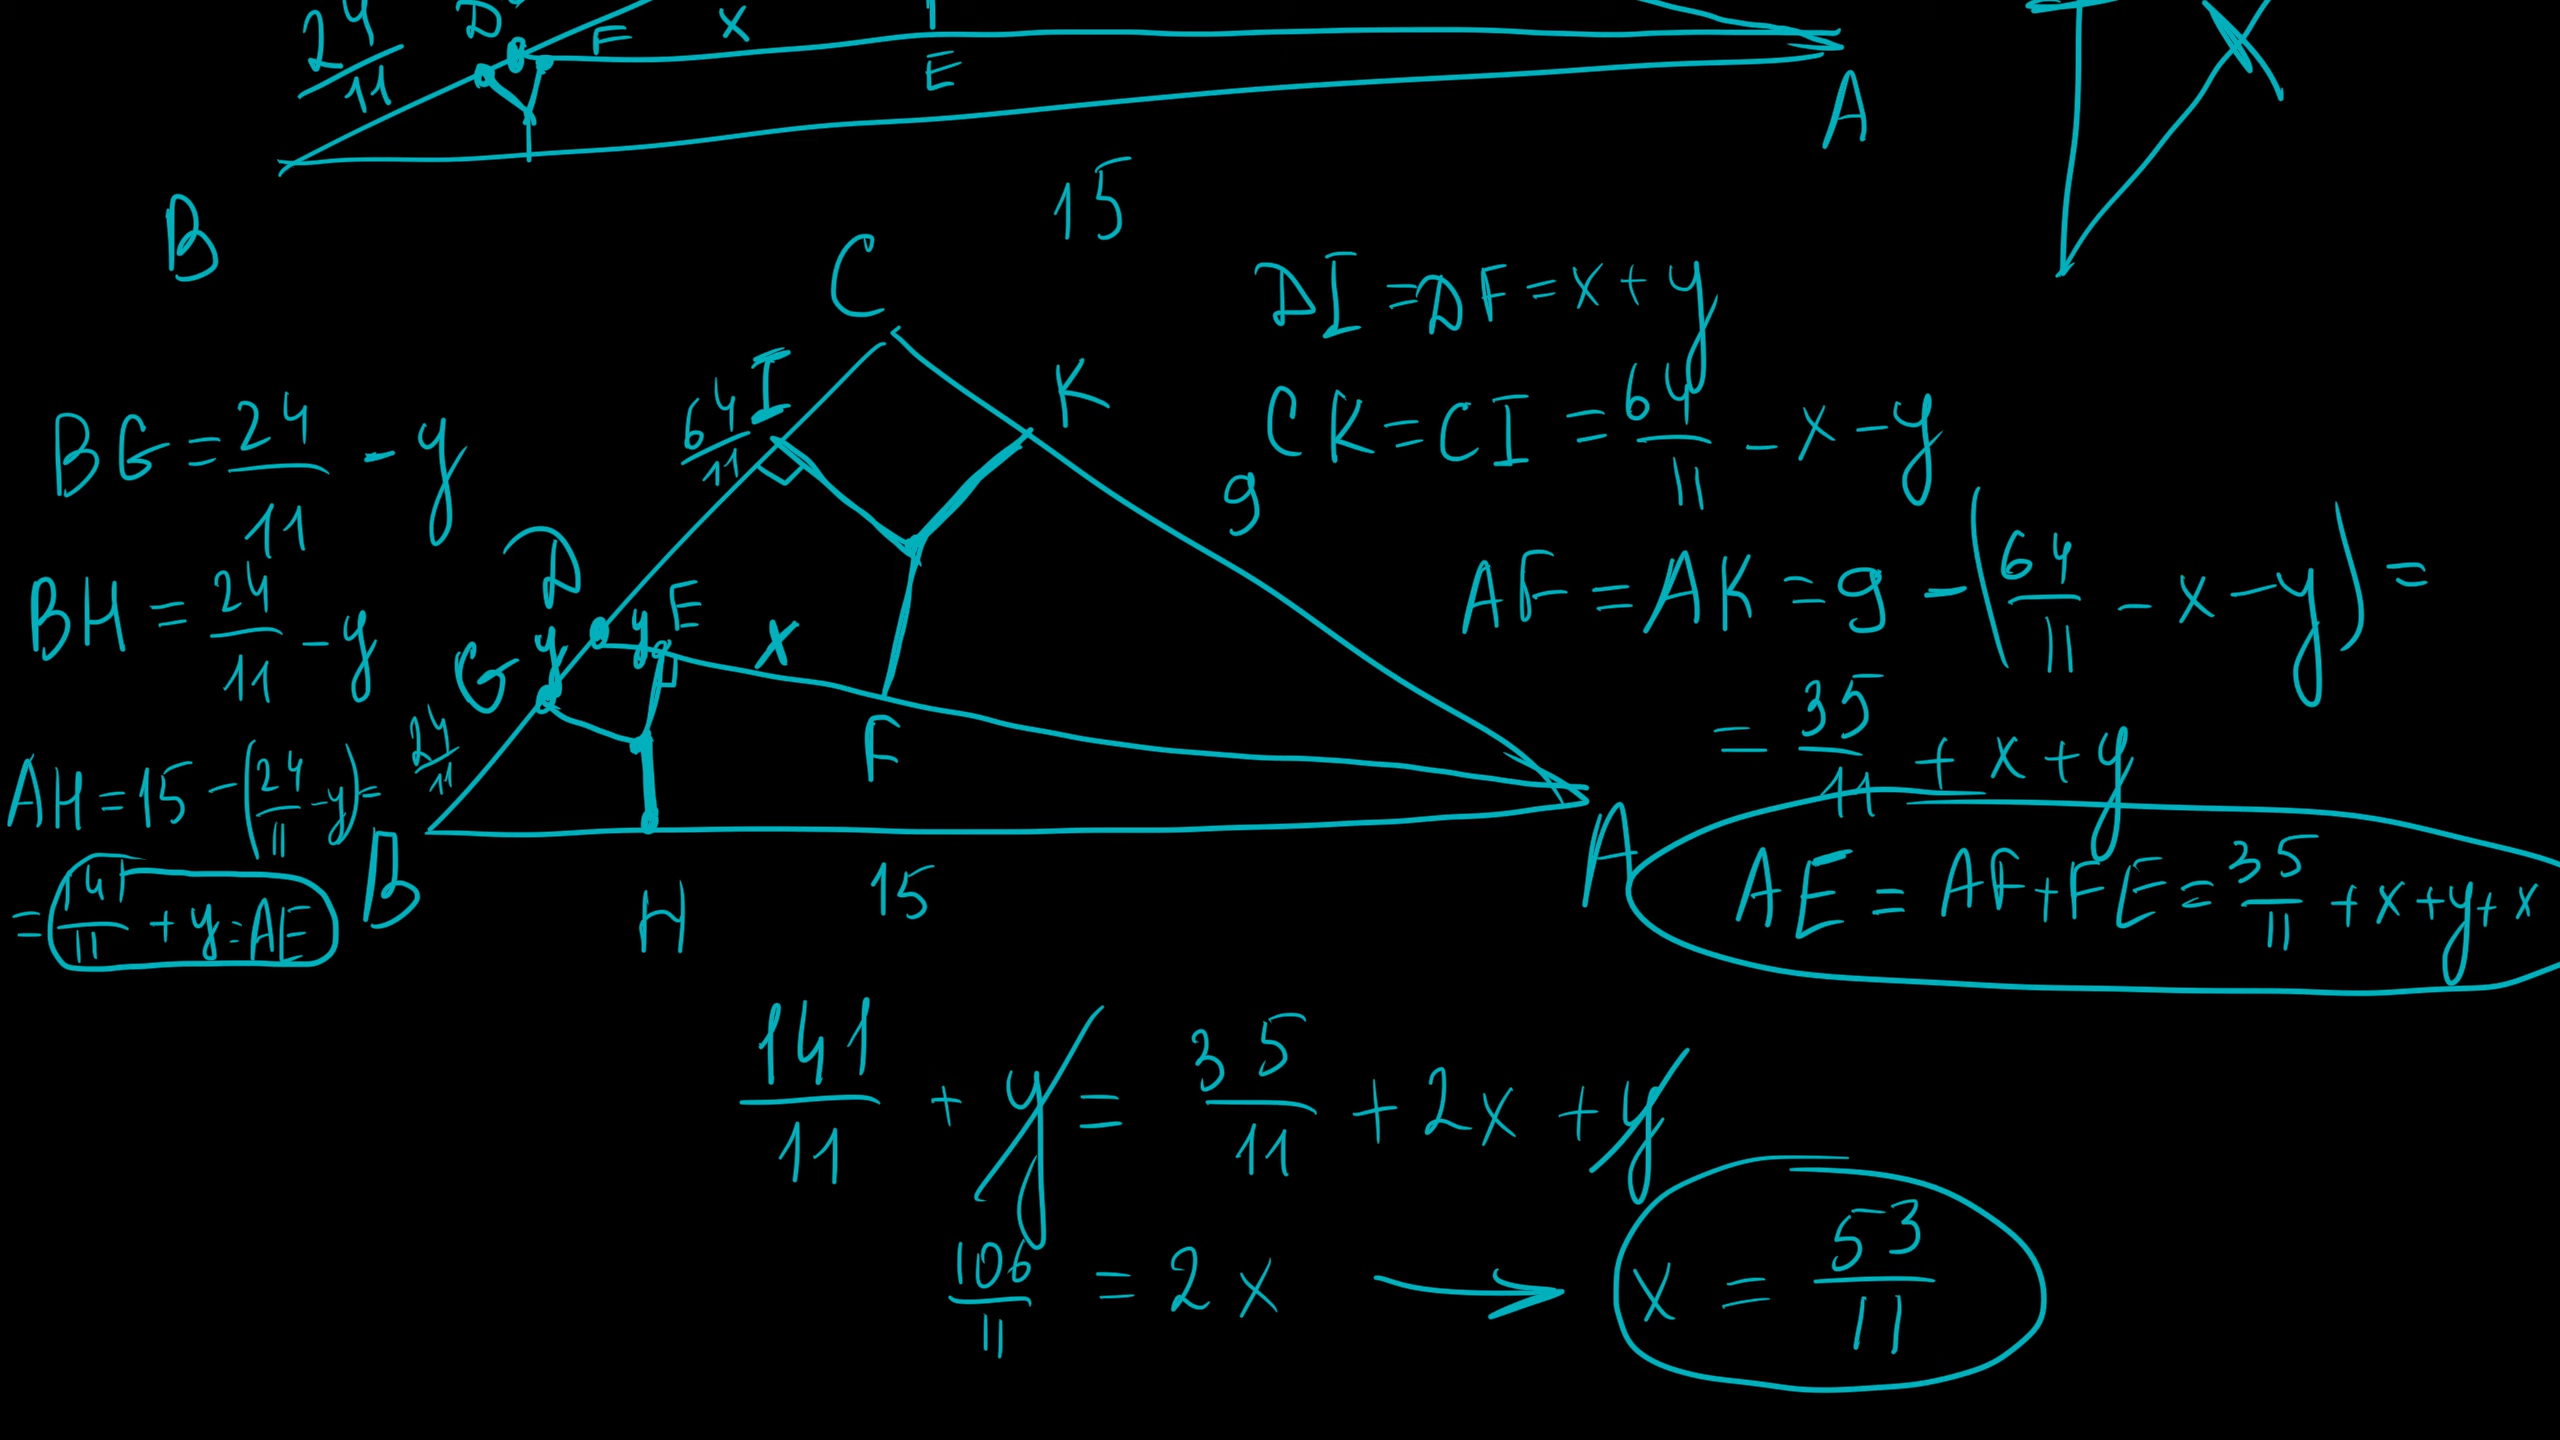 24/11 D F x E A
B 15
C
I K 64/11 9
D E y y x G F
24/11 B H 15 A
BG = 24/11 - y
BH = 24/11 - y
AH = 15 - (24/11 - y) =
= 141/11 + y = AE
DI = DF = x + y
CK = CI = 64/11 - x - y
AF = AK = 9 - (64/11 - x - y) =
= 35/11 + x + y
AE = AF + FE = 35/11 + x + y + x
141/11 + y = 35/11 + 2x + y
106/11 = 2x → x = 53/11